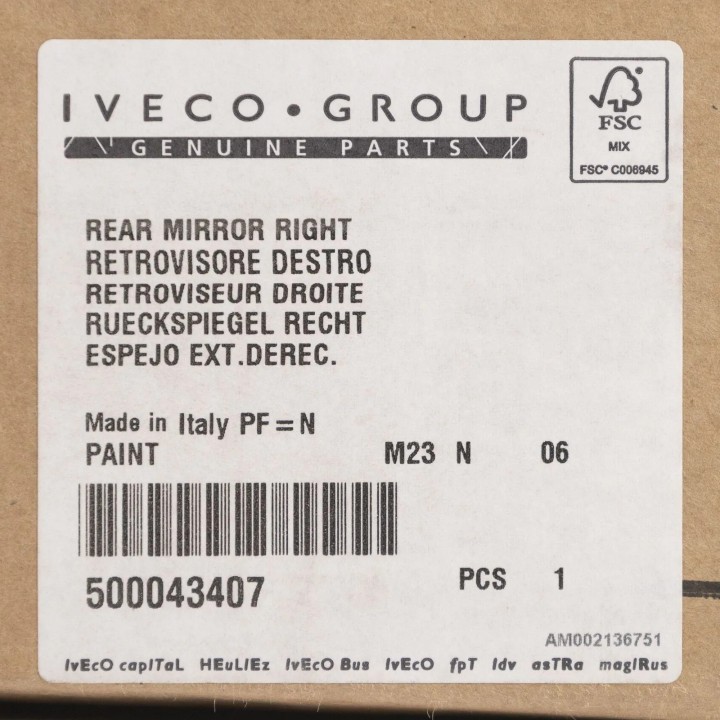 IVECO • GROUP
GENUINE PARTS
FSC
MIX
FSC® C006945
REAR MIRROR RIGHT
RETROVISORE DESTRO
RETROVISEUR DROITE
RUECKSPIEGEL RECHT
ESPEJO EXT.DEREC.
Made in Italy PF=N
PAINT M23 N 06
500043407
PCS 1
AM002136751
IvEcO capITaL HEuLIEz IvEcO Bus IvEcO fpT Idv asTRa magIRus